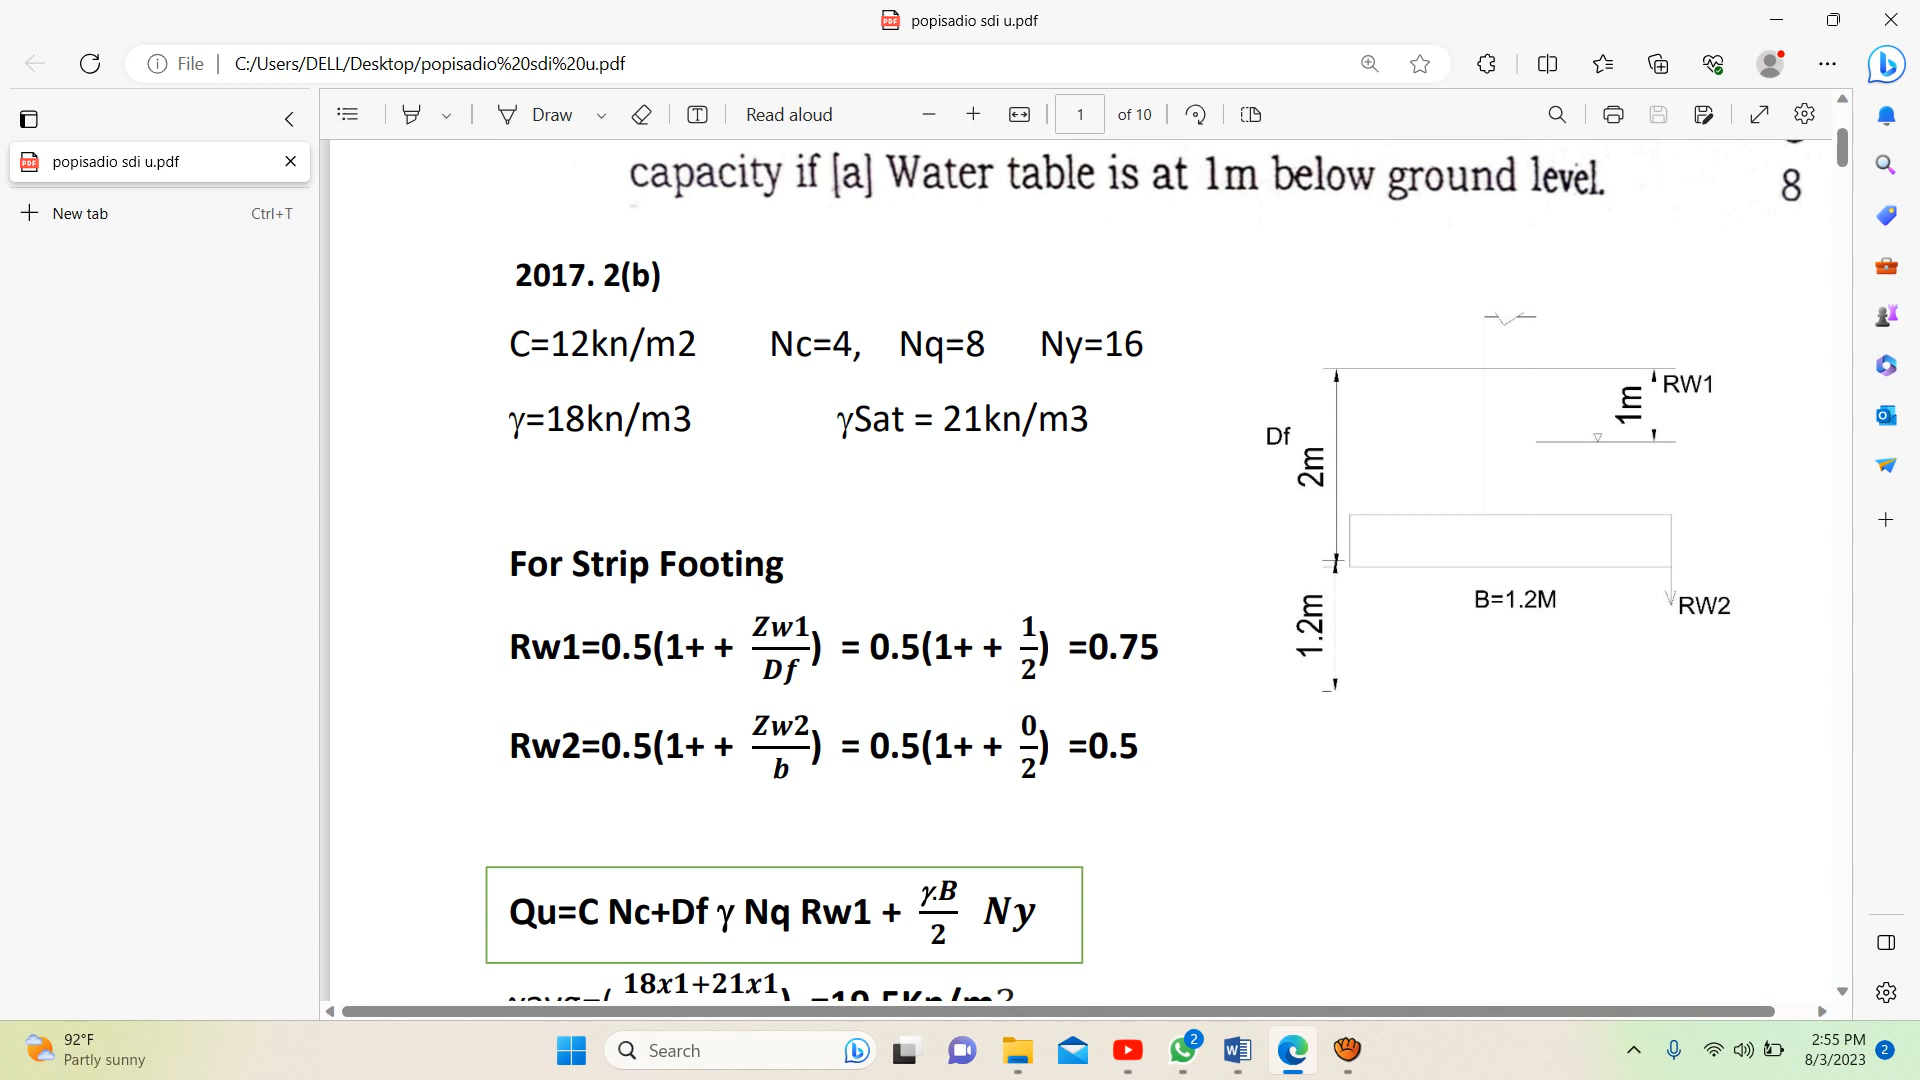 popisadio sdi u.pdf
File
C:/Users/DELL/Desktop/popisadio%20sdi%20u.pdf
popisadio sdi u.pdf
New tab
Ctrl+T
Draw
Read aloud
1
of 10
capacity if [a] Water table is at 1m below ground level.
8
2017. 2(b)
C=12kn/m2 Nc=4, Nq=8 Ny=16
γ=18kn/m3 γSat = 21kn/m3
RW1
1m
Df
2m
1.2m
B=1.2M
RW2
For Strip Footing
Rw1=0.5(1+ + Zw1/Df) = 0.5(1+ + 1/2) =0.75
Rw2=0.5(1+ + Zw2/b) = 0.5(1+ + 0/2) =0.5
Qu=C Nc+Df γ Nq Rw1 + γ.B/2 Ny
18x1+21x1
92°F
Partly sunny
Search
2
2:55 PM
8/3/2023
2